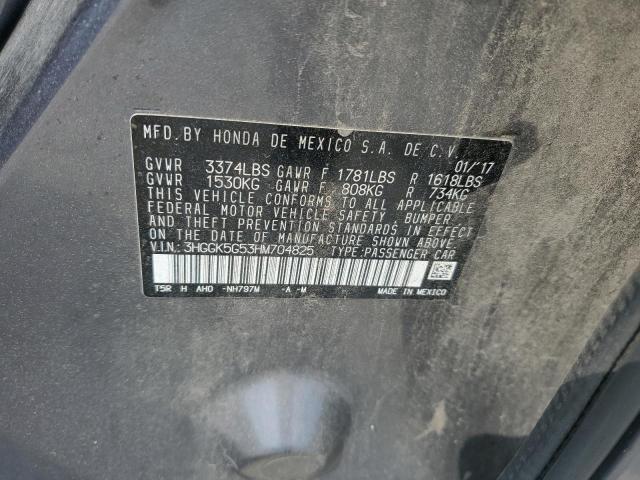 MFD. BY HONDA DE MEXICO S.A. DE C.V.
01/'17
GVWR 3374LBS GAWR F 1781LBS R 1618LBS
GVWR 1530KG GAWR F 808KG R 734KG
THIS VEHICLE CONFORMS TO ALL APPLICABLE
FEDERAL MOTOR VEHICLE SAFETY, BUMPER,
AND THEFT PREVENTION STANDARDS IN EFFECT
ON THE DATE OF MANUFACTURE SHOWN ABOVE.
V.I.N.: 3HGGK5G53HM704825 TYPE:PASSENGER CAR
T5R H AH0 -NH797M -A -M MADE IN MEXICO